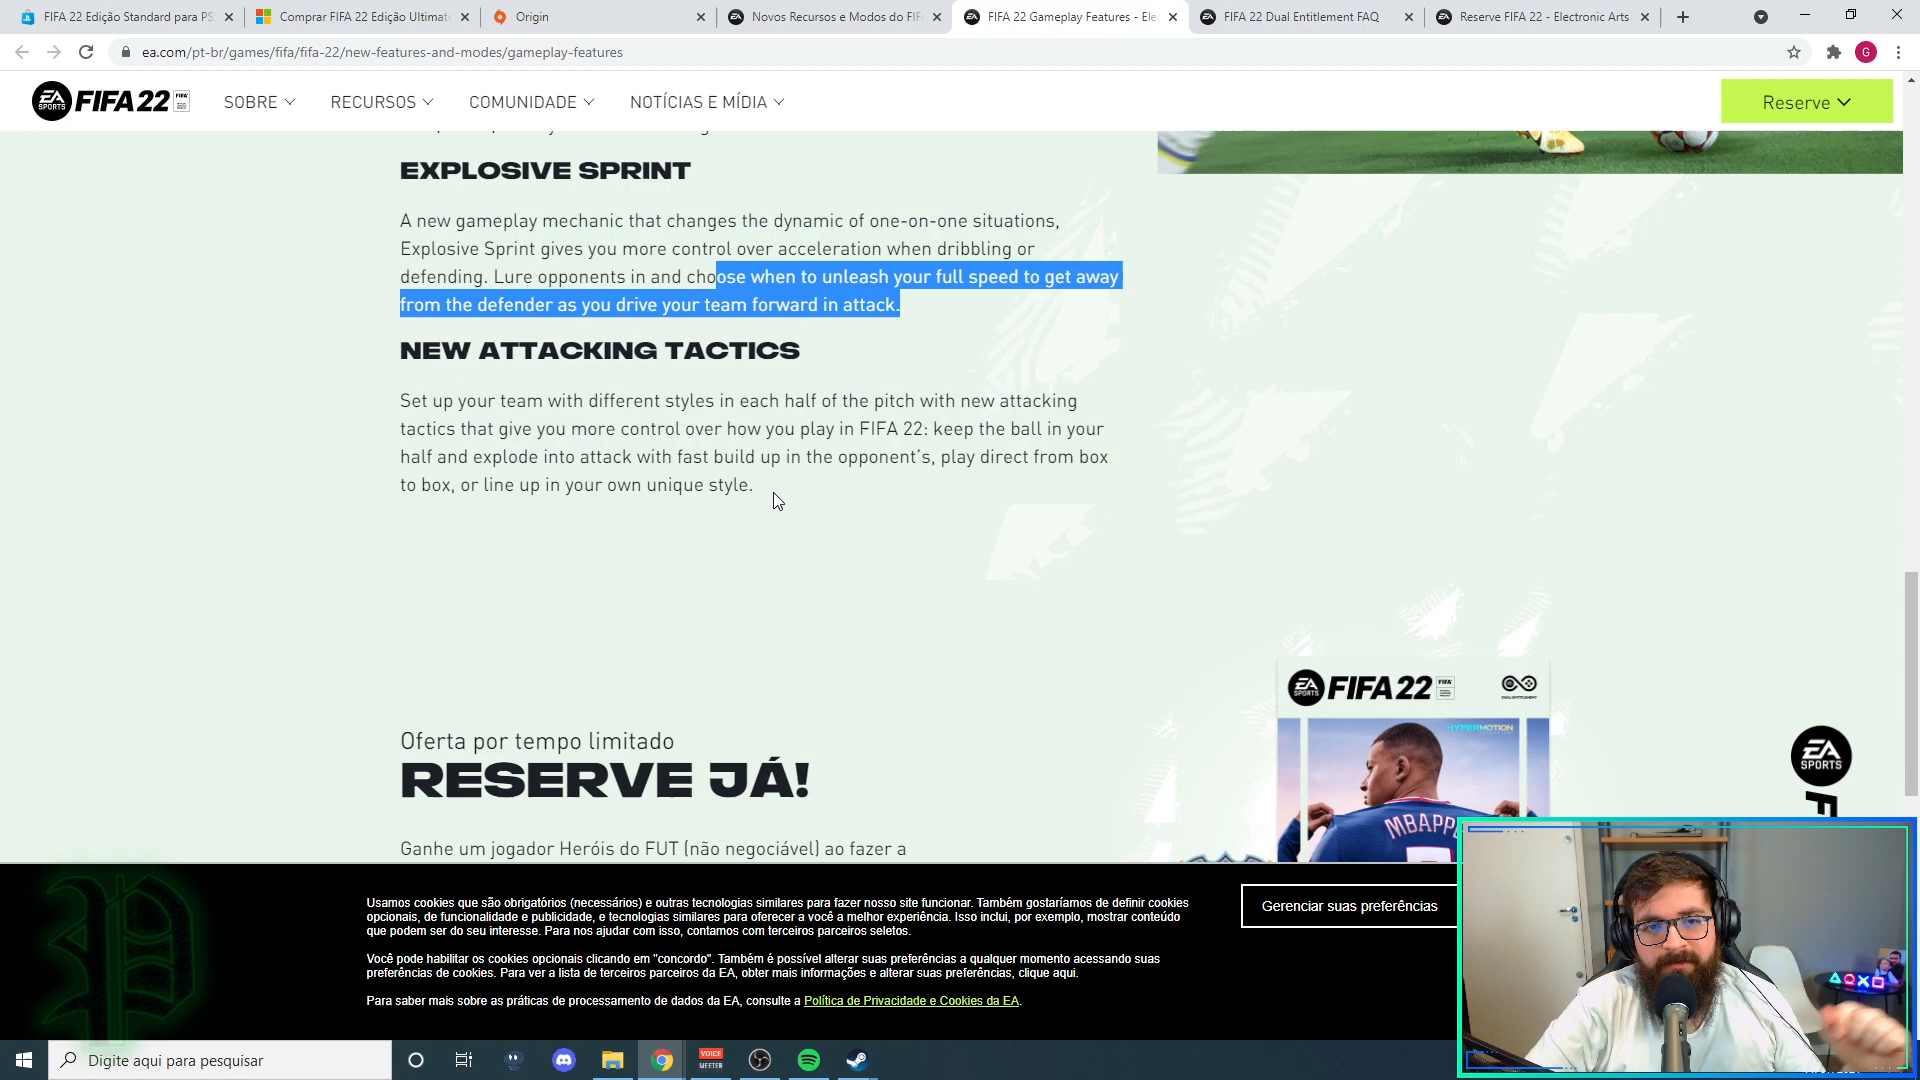 FIFA 22 Edição Standard para PS
Comprar FIFA 22 Edição Ultimate
Origin
Novos Recursos e Modos do FIF
FIFA 22 Gameplay Features - Ele
FIFA 22 Dual Entitlement FAQ
Reserve FIFA 22 - Electronic Arts
ea.com/pt-br/games/fifa/fifa-22/new-features-and-modes/gameplay-features
G
EA SPORTS FIFA 22
SOBRE
RECURSOS
COMUNIDADE
NOTÍCIAS E MÍDIA
Reserve
EXPLOSIVE SPRINT
A new gameplay mechanic that changes the dynamic of one-on-one situations,
Explosive Sprint gives you more control over acceleration when dribbling or
defending. Lure opponents in and choose when to unleash your full speed to get away
from the defender as you drive your team forward in attack.
NEW ATTACKING TACTICS
Set up your team with different styles in each half of the pitch with new attacking
tactics that give you more control over how you play in FIFA 22: keep the ball in your
half and explode into attack with fast build up in the opponent's, play direct from box
to box, or line up in your own unique style.
EA SPORTS FIFA 22
DUAL ENTITLEMENT
HYPERMOTION
MBAPP
Oferta por tempo limitado
RESERVE JÁ!
EA SPORTS
F
Ganhe um jogador Heróis do FUT (não negociável) ao fazer a
Usamos cookies que são obrigatórios (necessários) e outras tecnologias similares para fazer nosso site funcionar. Também gostaríamos de definir cookies
opcionais, de funcionalidade e publicidade, e tecnologias similares para oferecer a você a melhor experiência. Isso inclui, por exemplo, mostrar conteúdo
que podem ser do seu interesse. Para nos ajudar com isso, contamos com terceiros parceiros seletos.
Você pode habilitar os cookies opcionais clicando em "concordo". Também é possível alterar suas preferências a qualquer momento acessando suas
preferências de cookies. Para ver a lista de terceiros parceiros da EA, obter mais informações e alterar suas preferências, clique aqui.
Para saber mais sobre as práticas de processamento de dados da EA, consulte a Política de Privacidade e Cookies da EA.
Gerenciar suas preferências
P
Digite aqui para pesquisar
VOICE
MEETER